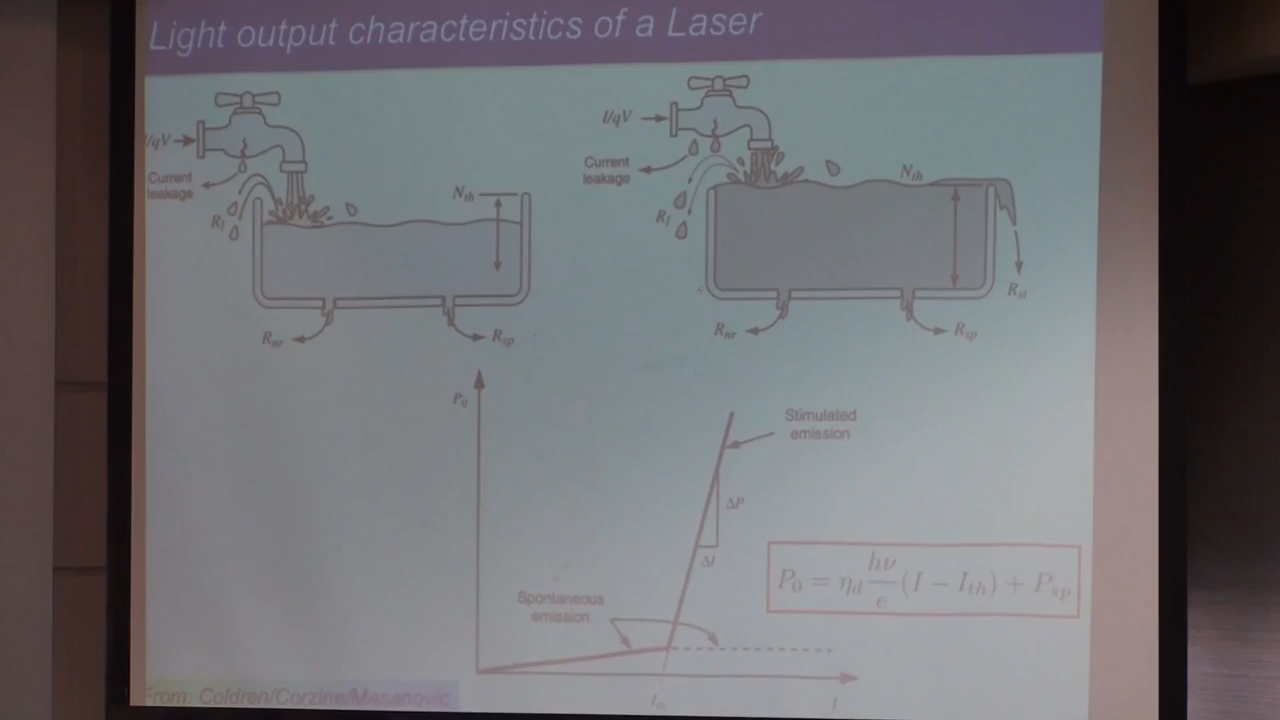 Light output characteristics of a Laser
I/qV
Current
leakage
R_l
N_th
R_nr
R_sp
I/qV
Current
leakage
R_l
N_th
R_st
R_nr
R_sp
P_0
Stimulated
emission
ΔP
ΔI
Spontaneous
emission
P_0 = η_d hν/e (I − I_th) + P_sp
I_th
I
From: Coldren/Corzine/Masanovic